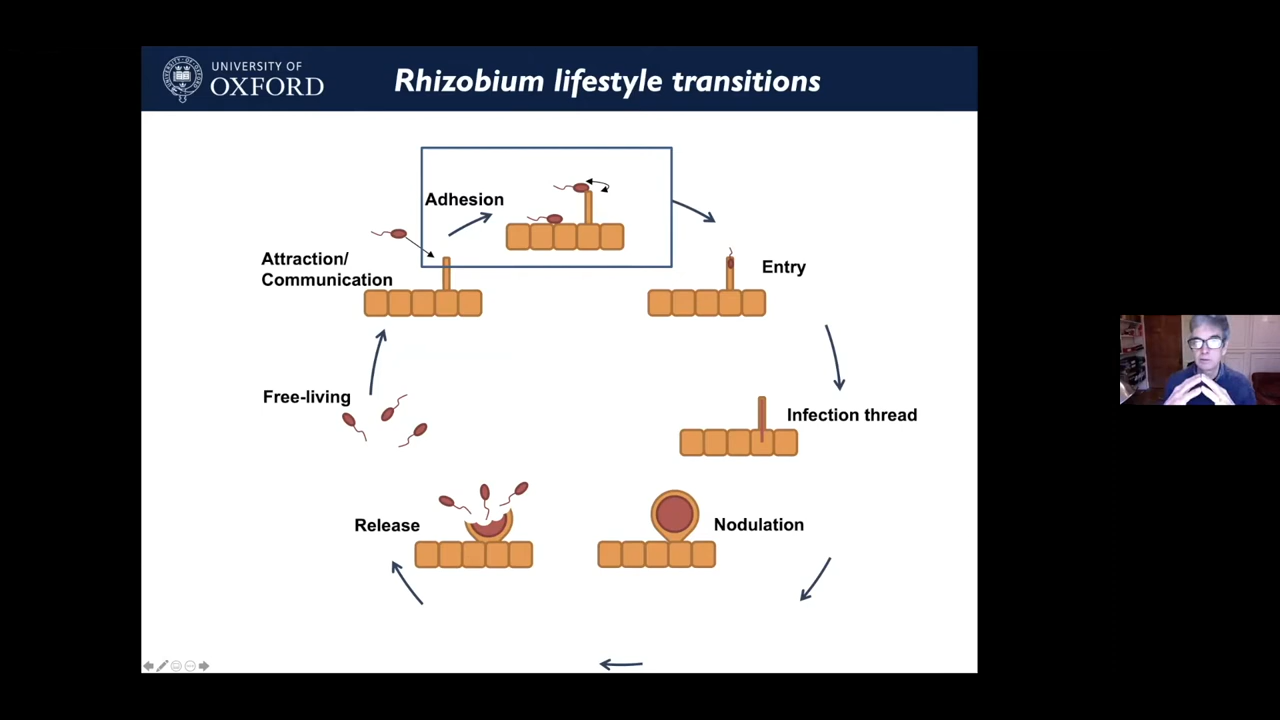 UNIVERSITY OF
OXFORD
Rhizobium lifestyle transitions
Adhesion
Attraction/
Communication
Entry
Free-living
Infection thread
Release
Nodulation